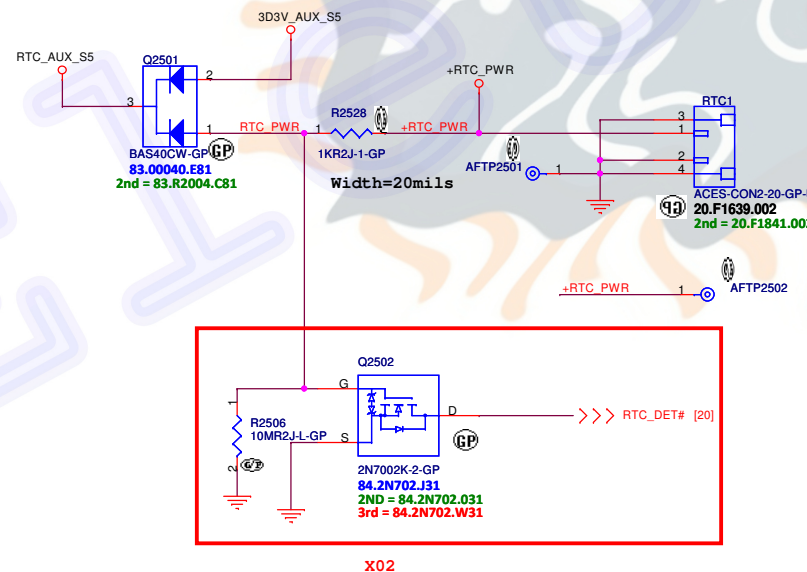 3D3V_AUX_S5
RTC_AUX_S5
Q2501
2
3
1
BAS40CW-GP
GP
83.00040.E81
2nd = 83.R2004.C81
RTC_PWR
1
R2528
1KR2J-1-GP
+RTC_PWR
Width=20mils
+RTC_PWR
AFTP2501
1
RTC1
3
1
2
4
ACES-CON2-20-GP-
20.F1639.002
2nd = 20.F1841.002
+RTC_PWR
1
AFTP2502
Q2502
G
S
D
GP
1
R2506
10MR2J-L-GP
2
2N7002K-2-GP
84.2N702.J31
2ND = 84.2N702.031
3rd = 84.2N702.W31
RTC_DET# [20]
X02